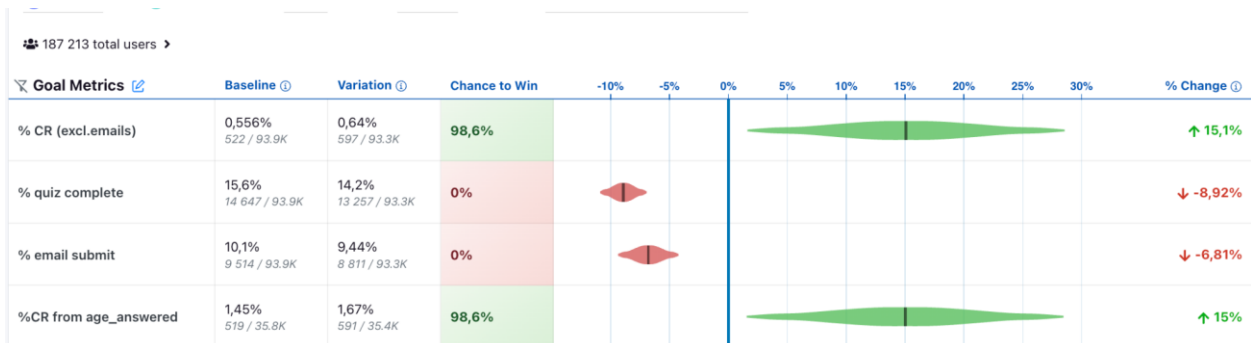 187 213 total users
Goal Metrics Baseline Variation Chance to Win -10% -5% 0% 5% 10% 15% 20% 25% 30% % Change
% CR (excl.emails) 0,556% 0,64% 98,6% 15,1%
522 / 93.9K 597 / 93.3K
% quiz complete 15,6% 14,2% 0% -8,92%
14 647 / 93.9K 13 257 / 93.3K
% email submit 10,1% 9,44% 0% -6,81%
9 514 / 93.9K 8 811 / 93.3K
%CR from age_answered 1,45% 1,67% 98,6% 15%
519 / 35.8K 591 / 35.4K